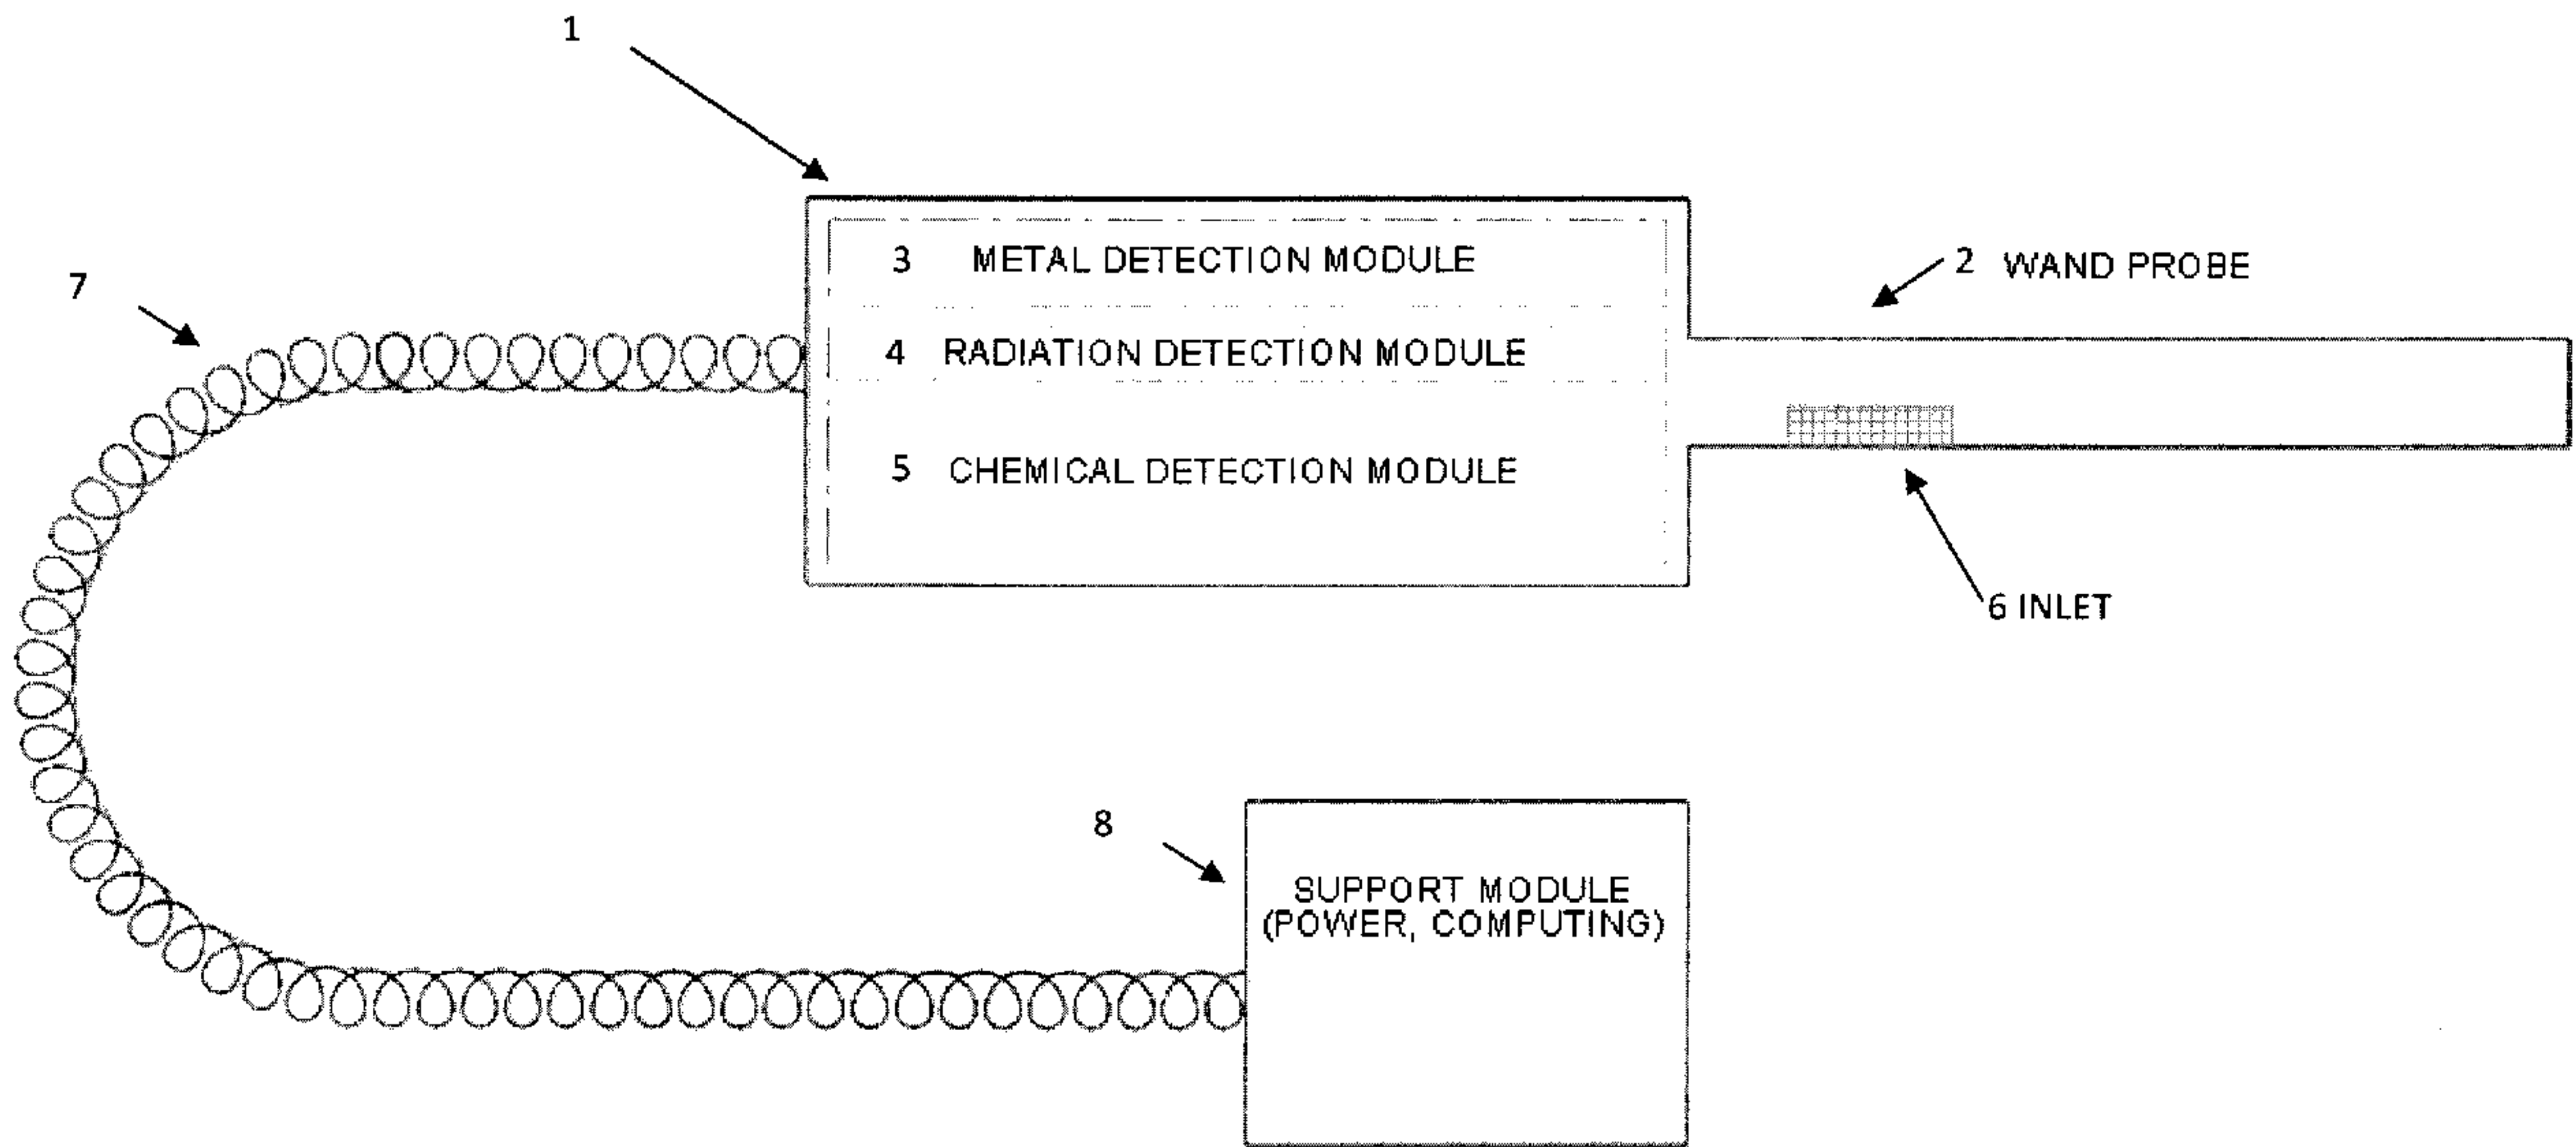 1
3 METAL DETECTION MODULE
2 WAND PROBE
7
4 RADIATION DETECTION MODULE
5 CHEMICAL DETECTION MODULE
6 INLET
8
SUPPORT MODULE
(POWER, COMPUTING)